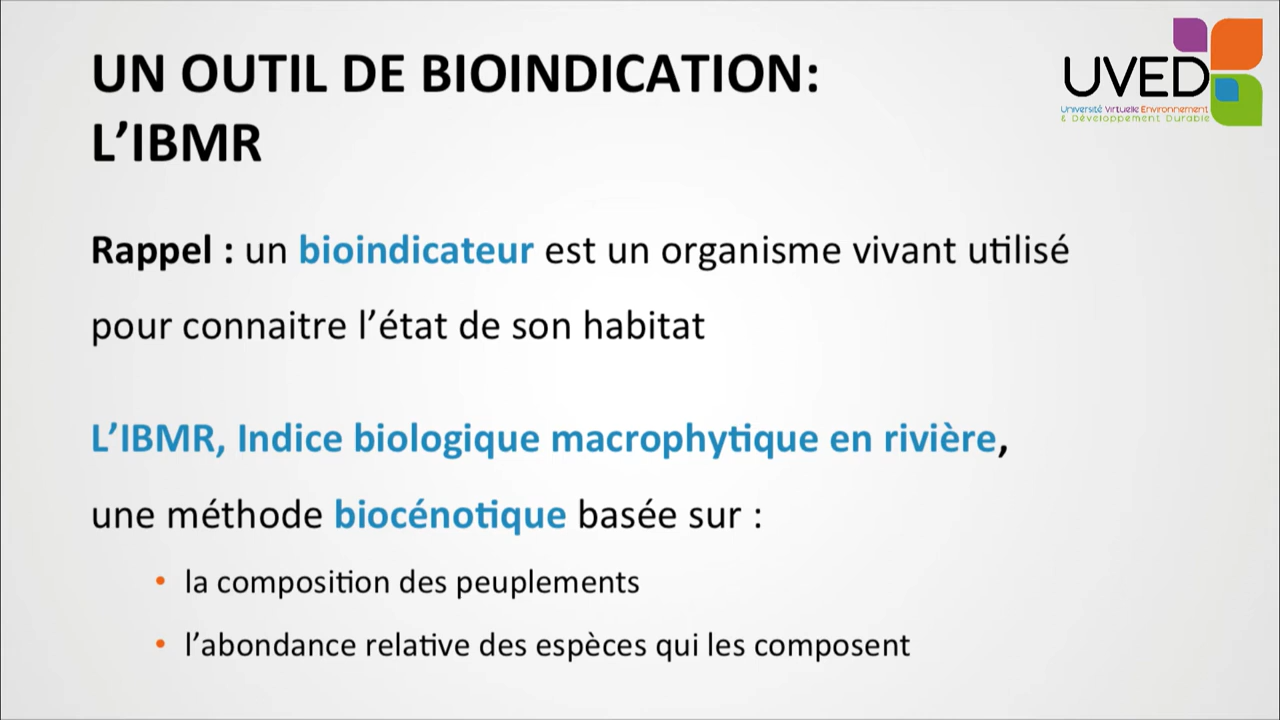 UN OUTIL DE BIOINDICATION:
L’IBMR
UVED
Université Virtuelle Environnement
& Développement Durable
Rappel : un bioindicateur est un organisme vivant utilisé
pour connaitre l’état de son habitat
L’IBMR, Indice biologique macrophytique en rivière,
une méthode biocénotique basée sur :
• la composition des peuplements
• l’abondance relative des espèces qui les composent